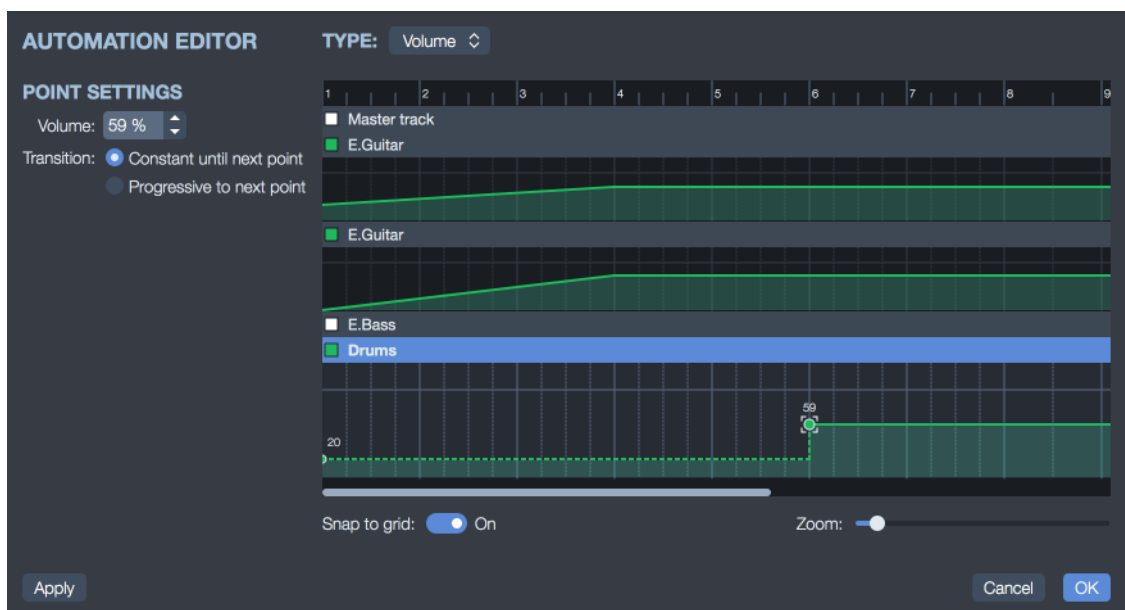 AUTOMATION EDITOR
TYPE: Volume
POINT SETTINGS
Volume: 59 %
Transition: Constant until next point
Progressive to next point
1 2 3 4 5 6 7 8 9
Master track
E.Guitar
E.Guitar
E.Bass
Drums
59
20
Snap to grid: On
Zoom:
Apply
Cancel
OK